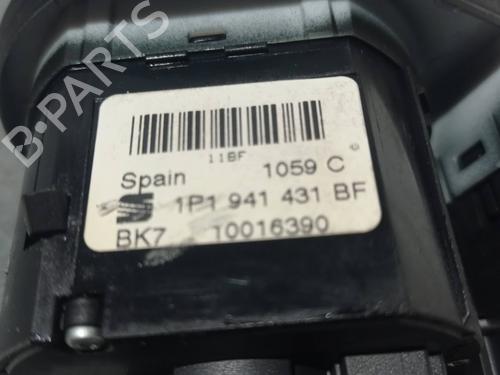 B-PARTS
11BF
Spain 1059 C
1P1 941 431 BF
BK7 10016390